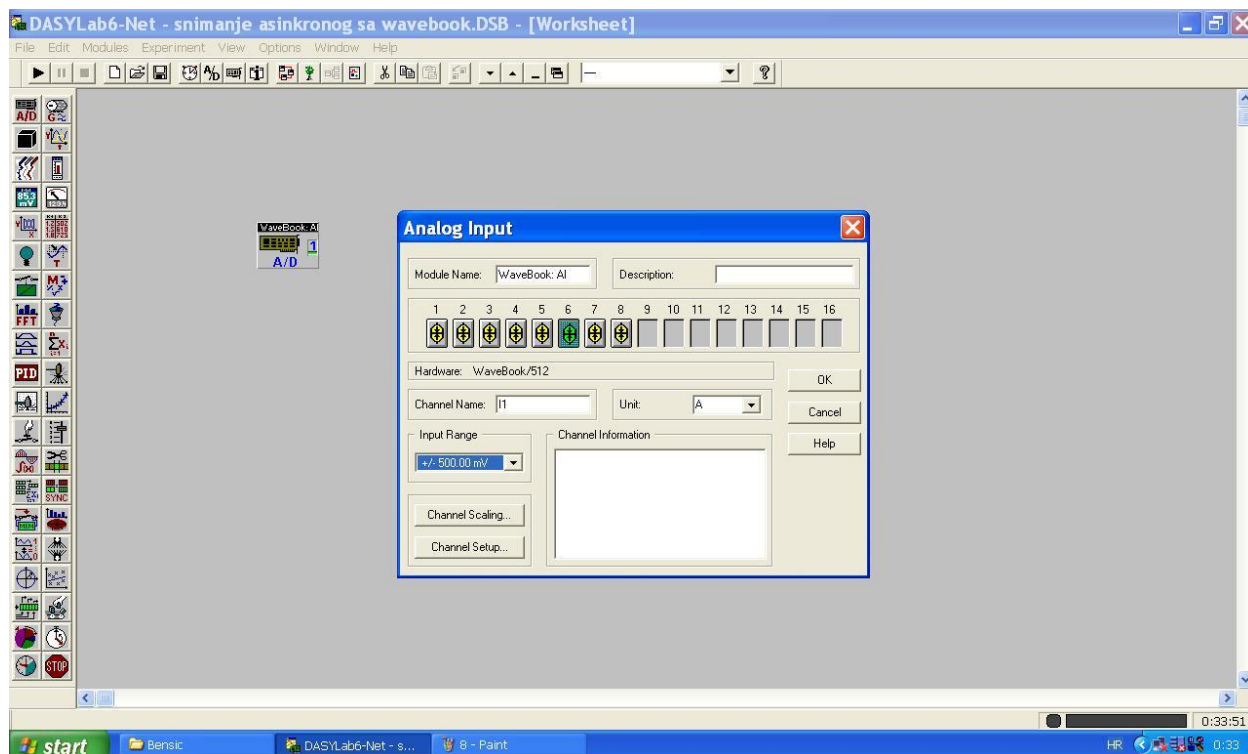 DASYLab6-Net - snimanje asinkronog sa wavebook.DSB - [Worksheet]
File Edit Modules Experiment View Options Window Help
A/D
WaveBook: AI
1
A/D
Analog Input
Module Name: WaveBook: AI Description:
1 2 3 4 5 6 7 8 9 10 11 12 13 14 15 16
Hardware: WaveBook/512
OK
Channel Name: I1 Unit: A
Cancel
Input Range Channel Information
Help
+/- 500.00 mV
Channel Scaling...
Channel Setup...
FFT
PID
SYNC
STOP
0:33:51
start Bensic DASYLab6-Net - s... 8 - Paint HR 0:33